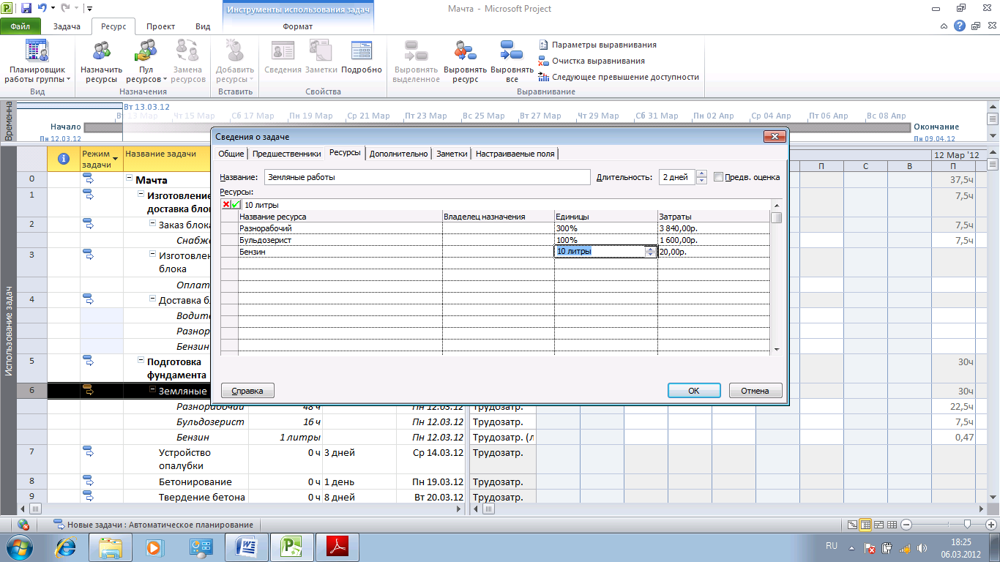 Инструменты использования задач
Мачта - Microsoft Project
Файл Задача Ресурс Проект Вид Формат
Планировщик работы группы
Назначить ресурсы
Пул ресурсов
Замена ресурсов
Добавить ресурсы
Сведения Заметки Подробно
Выровнять выделенное
Выровнять ресурс
Выровнять все
Параметры выравнивания
Очистка выравнивания
Следующее превышение доступности
Вид Назначения Вставить Свойства Выравнивание
Временна
Вт 13.03.12
Вт 13 Мар Чт 15 Мар Сб 17 Мар Пн 19 Мар Ср 21 Мар Пт 23 Мар Вс 25 Мар Вт 27 Мар Чт 29 Мар Сб 31 Мар Пн 02 Апр Ср 04 Апр Пт 06 Апр Вс 08 Апр
Начало
Пн 12.03.12
Окончание
Пн 09.04.12
Использование задач
Режим задачи
Название задачи
12 Мар '12
П С В П
0 Мачта 37,5ч
1 Изготовление 7,5ч
доставка бло
2 Заказ блок 7,5ч
Снабж 7,5ч
3 Изготовлен
блока
Оплат
4 Доставка б
Водит
Разнор
Бензин
5 Подготовка 30ч
фундамента
6 Земляные 30ч
Разнорабочий 48 ч Пн 12.03.12 Трудозатр. 22,5ч
Бульдозерист 16 ч Пн 12.03.12 Трудозатр. 7,5ч
Бензин 1 литры Пн 12.03.12 Трудозатр. (л 0,47
7 Устройство 0 ч 3 дней Ср 14.03.12 Трудозатр.
опалубки
8 Бетонирование 0 ч 1 день Пн 19.03.12 Трудозатр.
9 Твердение бетона 0 ч 8 дней Вт 20.03.12 Трудозатр.
Сведения о задаче
Общие Предшественники Ресурсы Дополнительно Заметки Настраиваемые поля
Название: Земляные работы Длительность: 2 дней Предв. оценка
Ресурсы:
10 литры
Название ресурса Владелец назначения Единицы Затраты
Разнорабочий 300% 3 840,00р.
Бульдозерист 100% 1 600,00р.
Бензин 10 литры 20,00р.
Справка ОК Отмена
Новые задачи : Автоматическое планирование
RU
18:25
06.03.2012